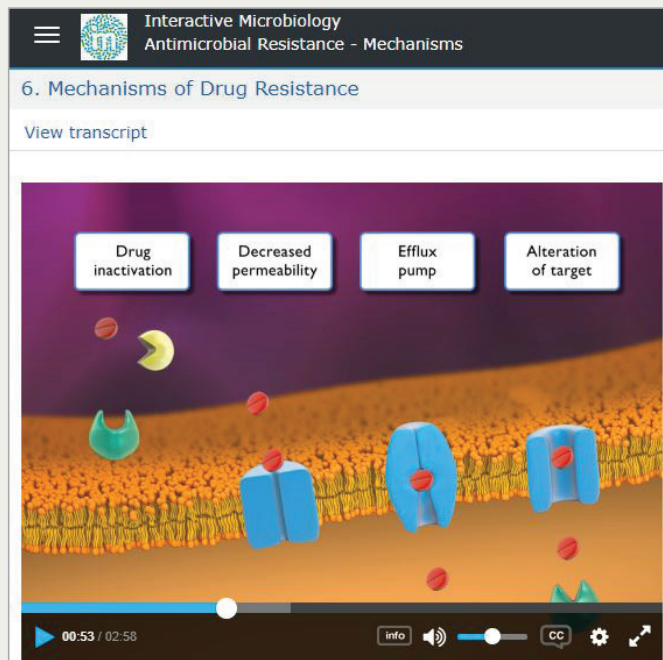 Interactive Microbiology
Antimicrobial Resistance - Mechanisms
6. Mechanisms of Drug Resistance
View transcript
Drug
inactivation
Decreased
permeability
Efflux
pump
Alteration
of target
00:53 / 02:58
info
CC